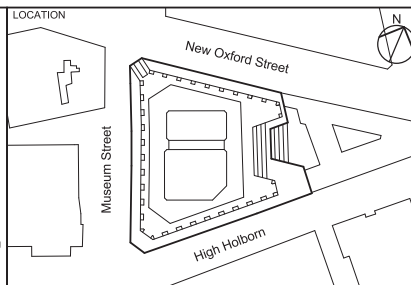 LOCATION
N
New Oxford Street
Museum Street
High Holborn